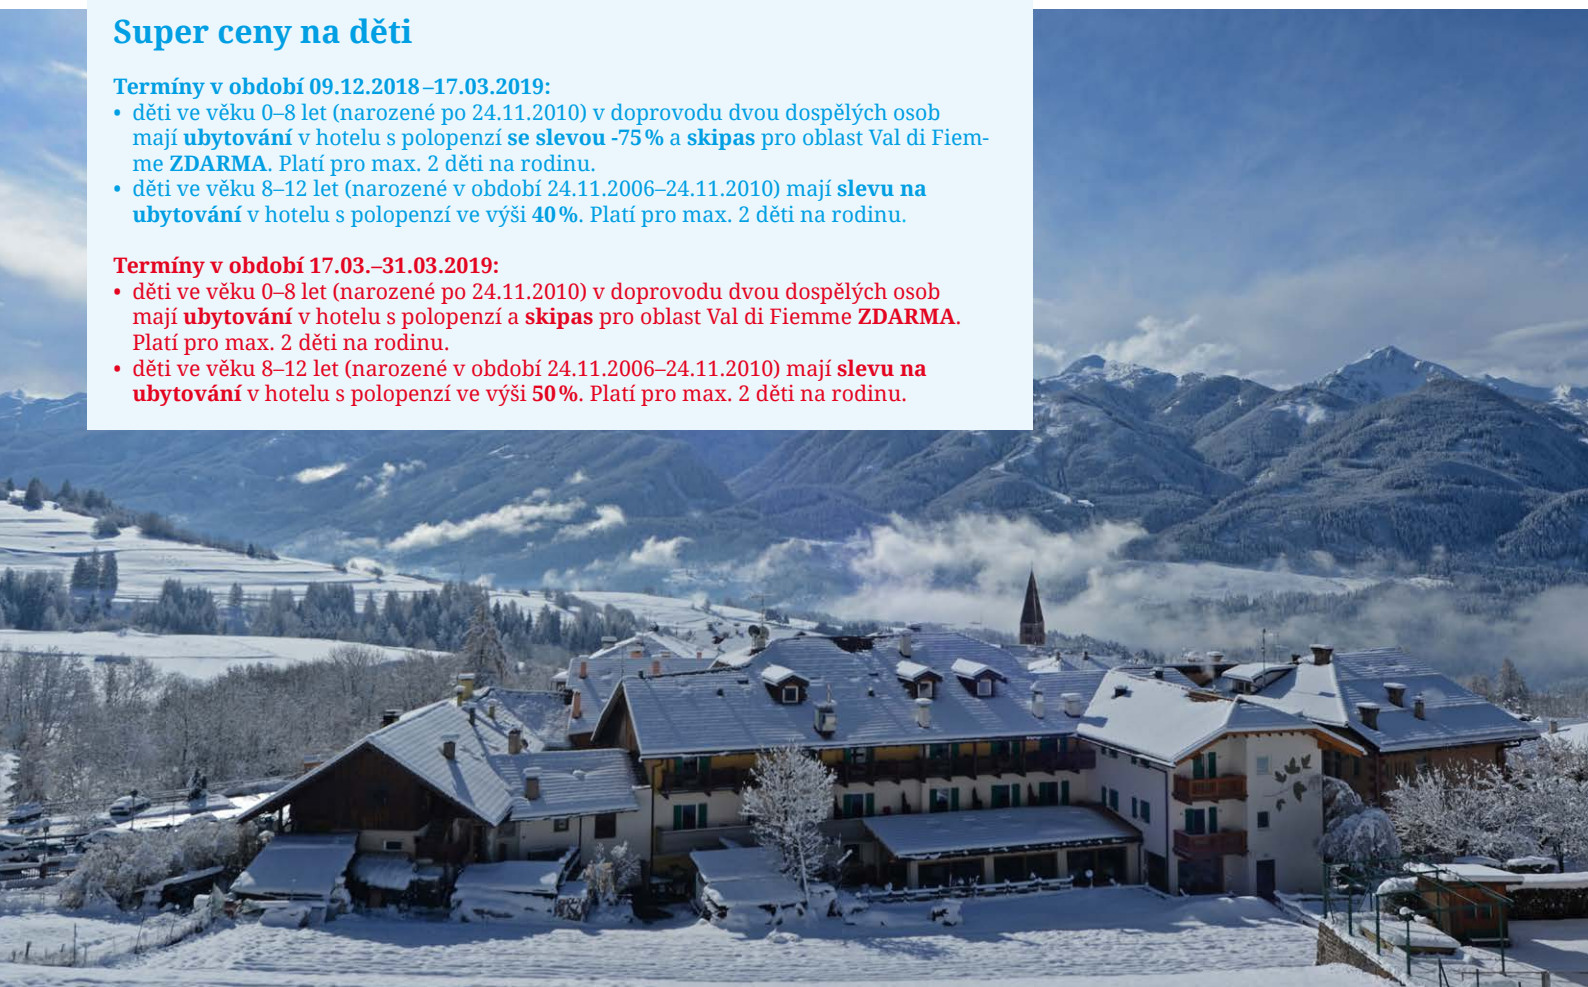 Super ceny na děti
Termíny v období 09.12.2018–17.03.2019:
• děti ve věku 0–8 let (narozené po 24.11.2010) v doprovodu dvou dospělých osob
mají ubytování v hotelu s polopenzí se slevou -75% a skipas pro oblast Val di Fiem-
me ZDARMA. Platí pro max. 2 děti na rodinu.
• děti ve věku 8–12 let (narozené v období 24.11.2006–24.11.2010) mají slevu na
ubytování v hotelu s polopenzí ve výši 40%. Platí pro max. 2 děti na rodinu.
Termíny v období 17.03.–31.03.2019:
• děti ve věku 0–8 let (narozené po 24.11.2010) v doprovodu dvou dospělých osob
mají ubytování v hotelu s polopenzí a skipas pro oblast Val di Fiemme ZDARMA.
Platí pro max. 2 děti na rodinu.
• děti ve věku 8–12 let (narozené v období 24.11.2006–24.11.2010) mají slevu na
ubytování v hotelu s polopenzí ve výši 50%. Platí pro max. 2 děti na rodinu.